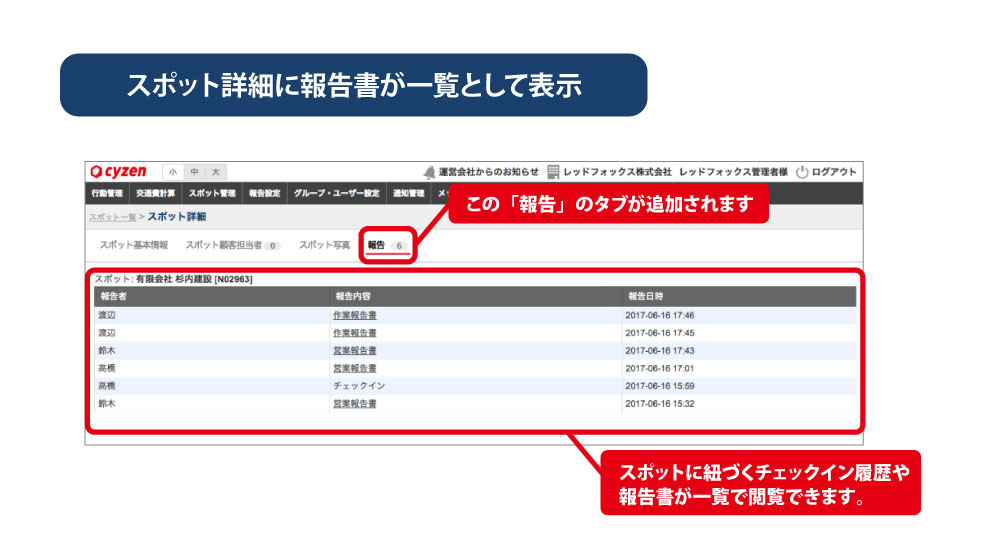 スポット詳細に報告書が一覧として表示
cyzen 小 中 大 運営会社からのお知らせ レッドフォックス株式会社 レッドフォックス管理者様 ログアウト
行動管理 交通費計算 スポット管理 報告設定 グループ・ユーザー設定 通知管理
この「報告」のタブが追加されます
スポット一覧 > スポット詳細
スポット基本情報 スポット顧客担当者 0 スポット写真 報告 6
スポット: 有限会社 杉内建設 [N02963]
報告者 報告内容 報告日時
渡辺 作業報告書 2017-06-16 17:46
渡辺 作業報告書 2017-06-16 17:45
鈴木 営業報告書 2017-06-16 17:43
高橋 営業報告書 2017-06-16 17:01
高橋 チェックイン 2017-06-16 15:59
鈴木 営業報告書 2017-06-16 15:32
スポットに紐づくチェックイン履歴や
報告書が一覧で閲覧できます。